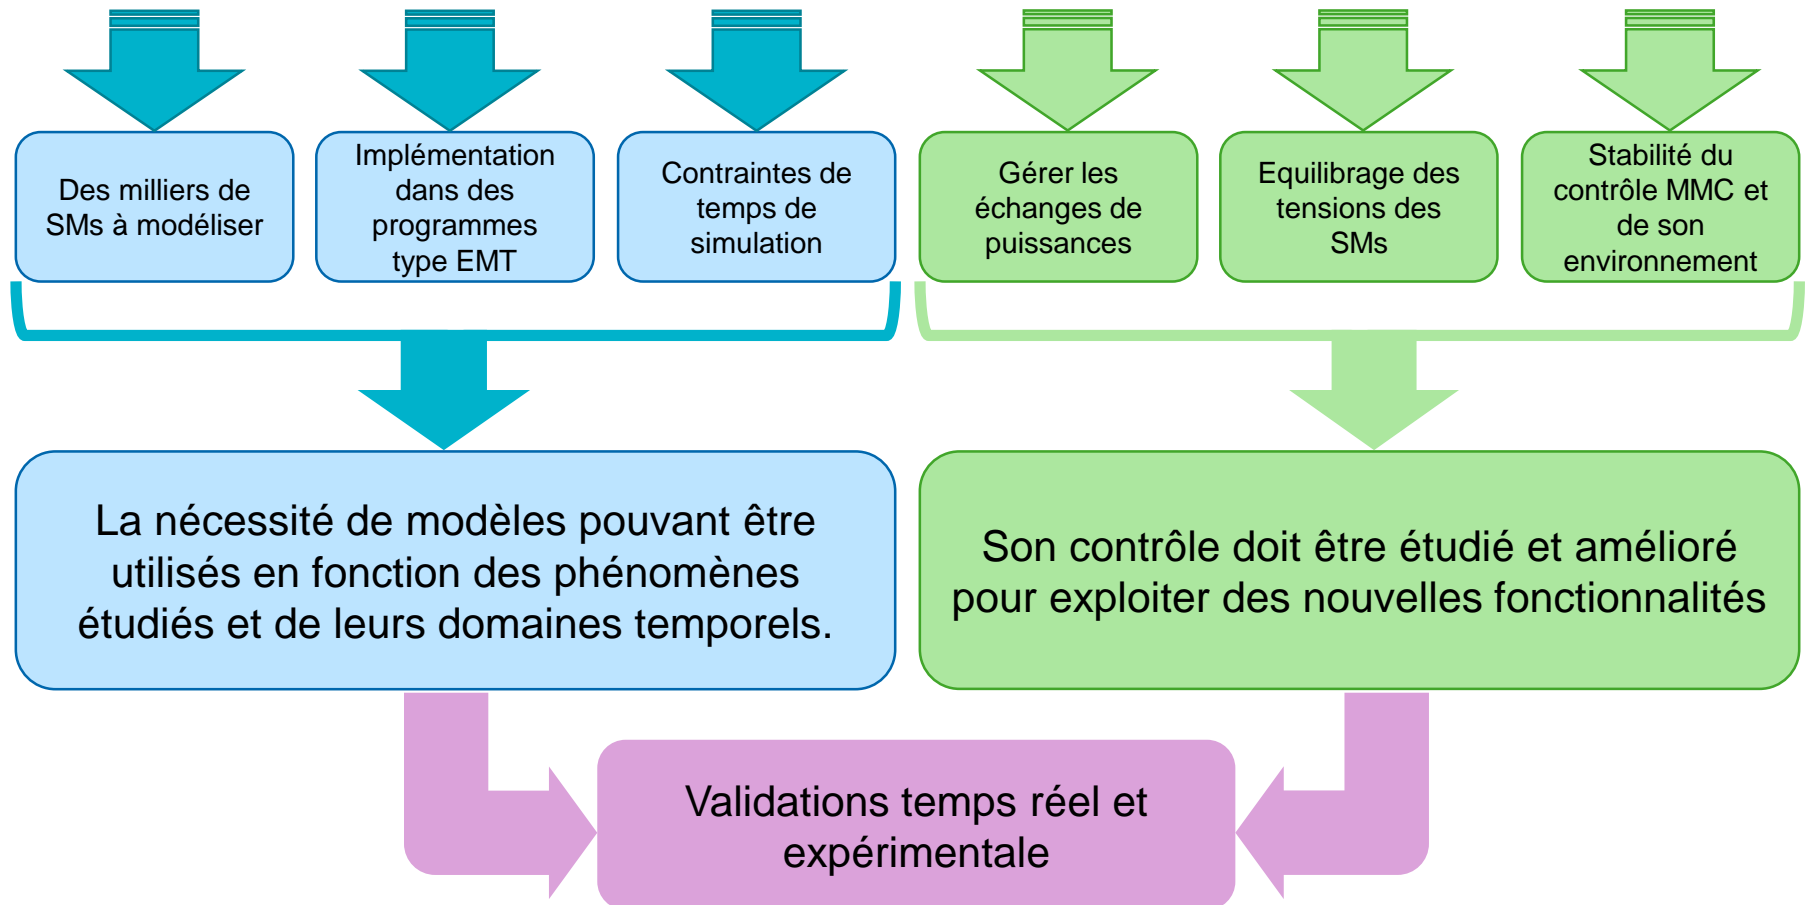 Des milliers de
SMs à modéliser
Implémentation
dans des
programmes
type EMT
Contraintes de
temps de
simulation
Gérer les
échanges de
puissances
Equilibrage des
tensions des
SMs
Stabilité du
contrôle MMC et
de son
environnement
La nécessité de modèles pouvant être
utilisés en fonction des phénomènes
étudiés et de leurs domaines temporels.
Son contrôle doit être étudié et amélioré
pour exploiter des nouvelles fonctionnalités
Validations temps réel et
expérimentale